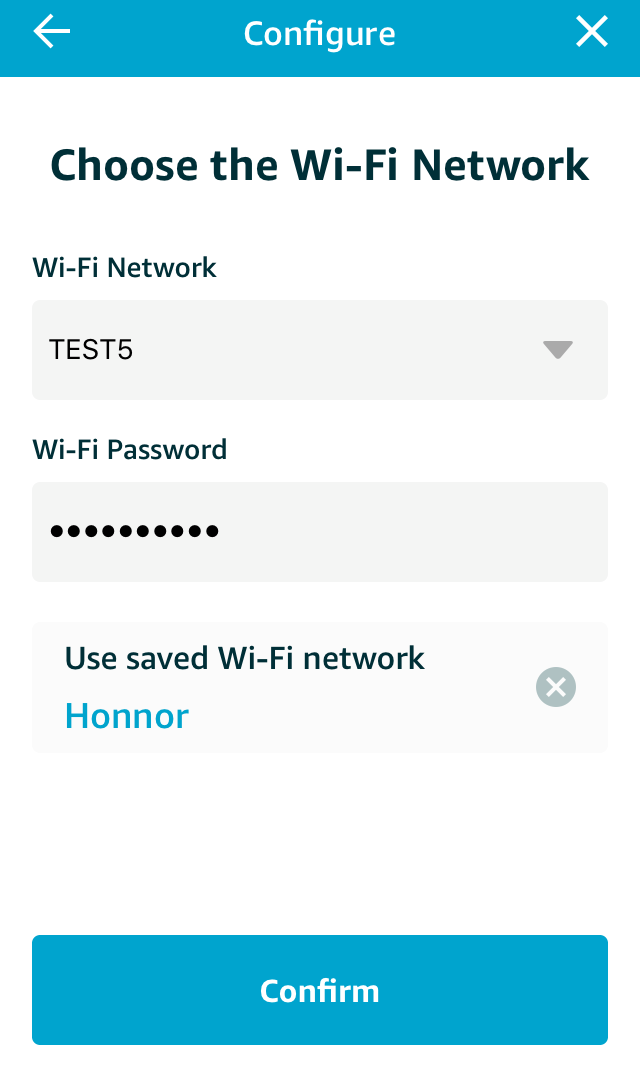 Configure
Choose the Wi-Fi Network
Wi-Fi Network
TEST5
Wi-Fi Password
••••••••••
Use saved Wi-Fi network
Honnor
Confirm